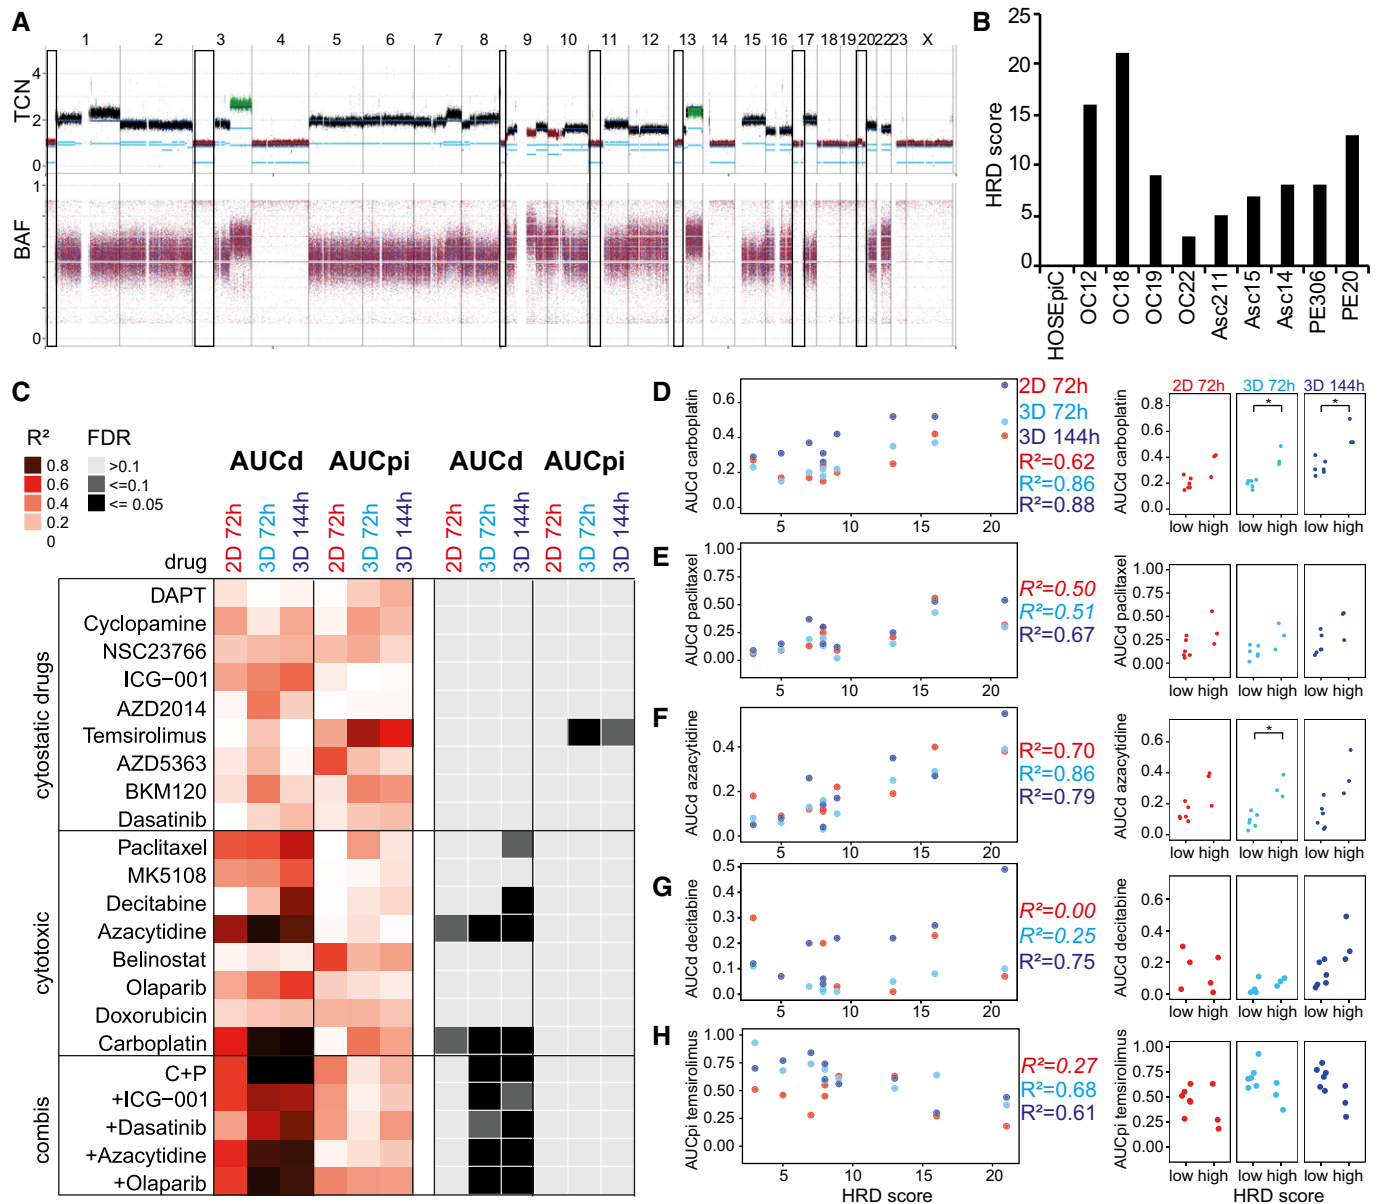 A
1 2 3 4 5 6 7 8 9 10 11 12 13 14 15 16 17 18 19 20 22 23 X
TCN
4
2
0
BAF
1
0
B
HRD score
25
20
15
10
5
0
HOSEpiC
OC12
OC18
OC19
OC22
Asc211
Asc15
Asc14
PE306
PE20
C
R²
0.8
0.6
0.4
0.2
0
FDR
>0.1
<=0.1
<= 0.05
AUCd AUCpi AUCd AUCpi
drug
2D 72h 3D 72h 3D 144h 2D 72h 3D 72h 3D 144h 2D 72h 3D 72h 3D 144h 2D 72h 3D 72h 3D 144h
cytostatic drugs
DAPT
Cyclopamine
NSC23766
ICG−001
AZD2014
Temsirolimus
AZD5363
BKM120
Dasatinib
cytotoxic
Paclitaxel
MK5108
Decitabine
Azacytidine
Belinostat
Olaparib
Doxorubicin
Carboplatin
combis
C+P
+ICG−001
+Dasatinib
+Azacytidine
+Olaparib
D
AUCd carboplatin
0.6
0.4
0.2
0.0
5 10 15 20
2D 72h
3D 72h
3D 144h
R²=0.62
R²=0.86
R²=0.88
2D 72h 3D 72h 3D 144h
AUCd carboplatin
0.8
0.6
0.4
0.2
0.0
* *
low high low high low high
E
AUCd paclitaxel
1.00
0.75
0.50
0.25
0.00
5 10 15 20
R²=0.50
R²=0.51
R²=0.67
AUCd paclitaxel
1.00
0.75
0.50
0.25
0.00
low high low high low high
F
AUCd azacytidine
0.4
0.2
0.0
5 10 15 20
R²=0.70
R²=0.86
R²=0.79
AUCd azacytidine
0.6
0.4
0.2
0.0
*
low high low high low high
G
AUCd decitabine
0.5
0.4
0.3
0.2
0.1
0.0
5 10 15 20
R²=0.00
R²=0.25
R²=0.75
AUCd decitabine
0.6
0.4
0.2
0.0
low high low high low high
H
AUCpi temsirolimus
1.00
0.75
0.50
0.25
0.00
5 10 15 20
HRD score
R²=0.27
R²=0.68
R²=0.61
AUCpi temsirolimus
1.00
0.75
0.50
0.25
0.00
low high low high low high
HRD score